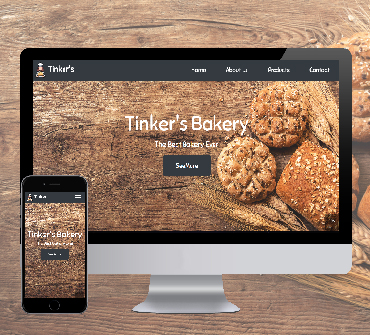 Tinker's
Home
About us
Products
Contact
Tinker's Bakery
The Best Bakery Ever
See More
Tinker's
Tinker's Bakery
The Best Bakery Ever
See More